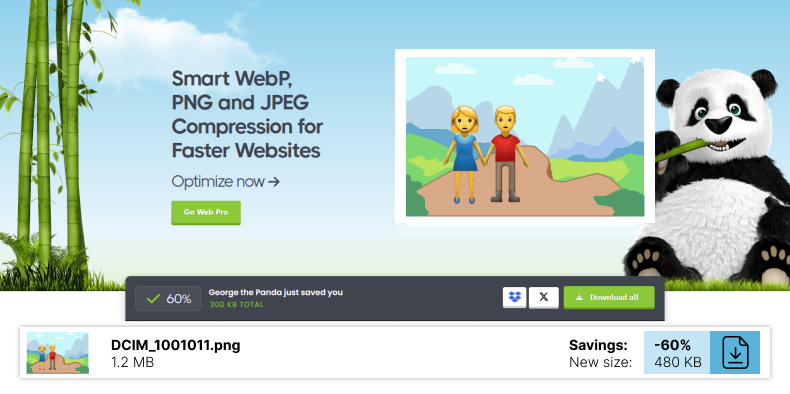 Smart WebP,
PNG and JPEG
Compression for
Faster Websites
Optimize now →
Go Web Pro
60%
George the Panda just saved you
300 KB TOTAL
X
Download all
DCIM_1001011.png
1.2 MB
Savings:
New size:
-60%
480 KB